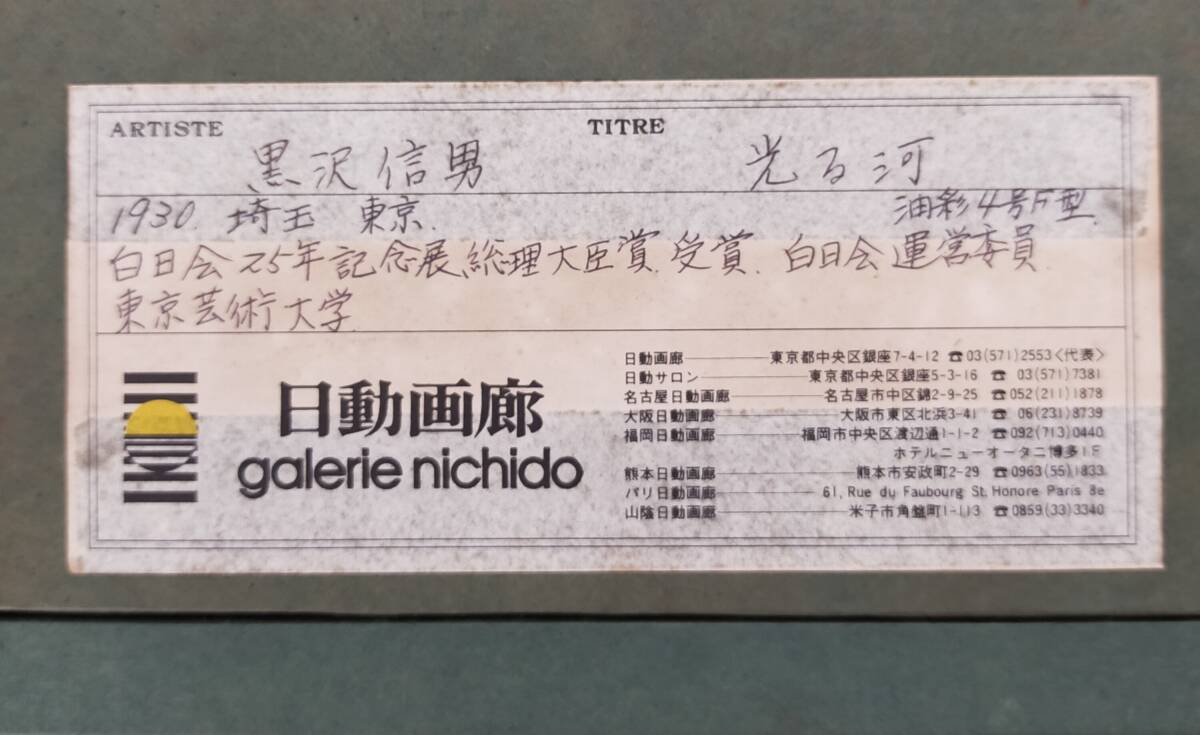 ARTISTE 黒沢信男 TITRE 光る河
1930. 埼玉 東京. 油彩4号F型
白日会25年記念展、総理大臣賞.受賞. 白日会運営委員
東京芸術大学
日動画廊
galerie nichido
日動画廊――東京都中央区銀座7-4-12 ☎03(571)2553<代表>
日動サロン――東京都中央区銀座5-3-16 ☎ 03(571)7381
名古屋日動画廊――名古屋市中区錦2-9-25 ☎052(211)1878
大阪日動画廊――大阪市東区北浜3-41 ☎ 06(231)8739
福岡日動画廊――福岡市中央区渡辺通1-1-2 ☎092(713)0440
ホテルニューオータニ博多1F
熊本日動画廊――熊本市安政町2-29 ☎0963(55)1833
パリ日動画廊――61, Rue du Faubourg St. Honore Paris 8e
山陰日動画廊――米子市角盤町1-113 ☎0859(33)3340